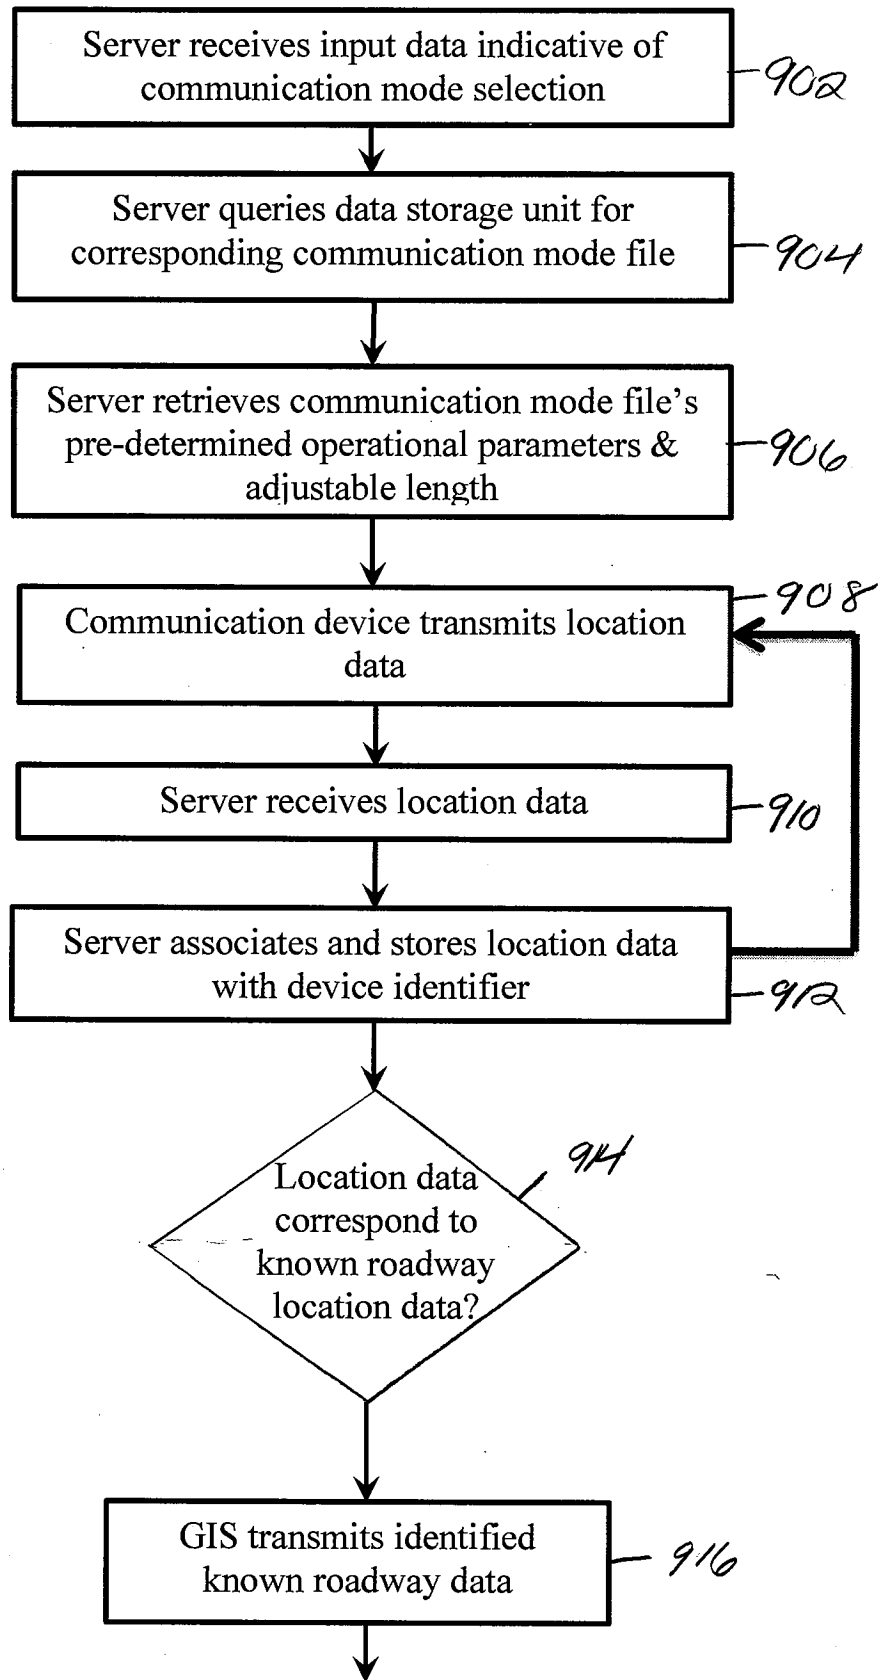 Server receives input data indicative of
communication mode selection
902
Server queries data storage unit for
corresponding communication mode file
904
Server retrieves communication mode file's
pre-determined operational parameters &
adjustable length
906
908
Communication device transmits location
data
Server receives location data
910
Server associates and stores location data
with device identifier
912
914
Location data
correspond to
known roadway
location data?
GIS transmits identified
known roadway data
916